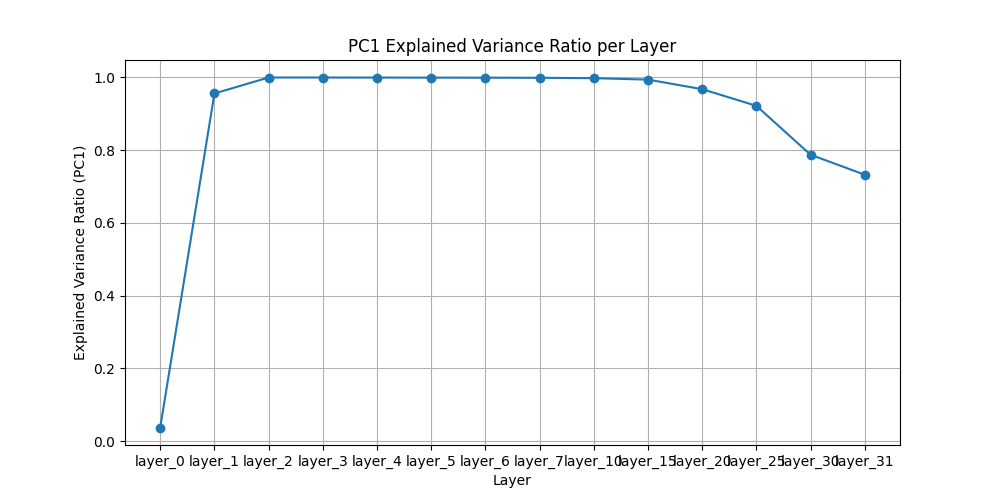 PC1 Explained Variance Ratio per Layer
Explained Variance Ratio (PC1)
1.0
0.8
0.6
0.4
0.2
0.0
layer_0 layer_1 layer_2 layer_3 layer_4 layer_5 layer_6 layer_7 layer_10 layer_15 layer_20 layer_25 layer_30 layer_31
Layer